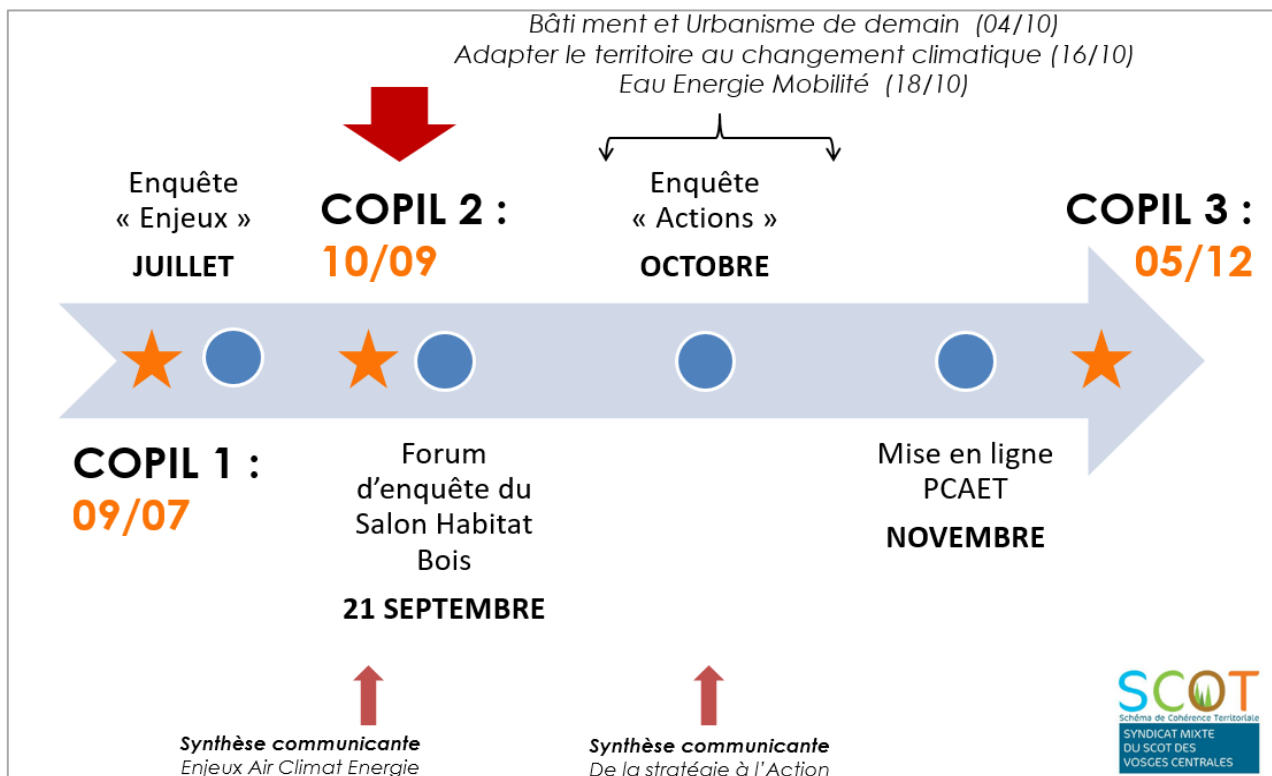 Bâti ment et Urbanisme de demain (04/10)
Adapter le territoire au changement climatique (16/10)
Eau Energie Mobilité (18/10)
Enquête
« Enjeux »
JUILLET
COPIL 2 :
10/09
Enquête
« Actions »
OCTOBRE
COPIL 3 :
05/12
COPIL 1 :
09/07
Forum
d'enquête du
Salon Habitat
Bois
21 SEPTEMBRE
Mise en ligne
PCAET
NOVEMBRE
Synthèse communicante
Enjeux Air Climat Energie
Synthèse communicante
De la stratégie à l'Action
SCOT
Schéma de Cohérence Territoriale
SYNDICAT MIXTE
DU SCOT DES
VOSGES CENTRALES